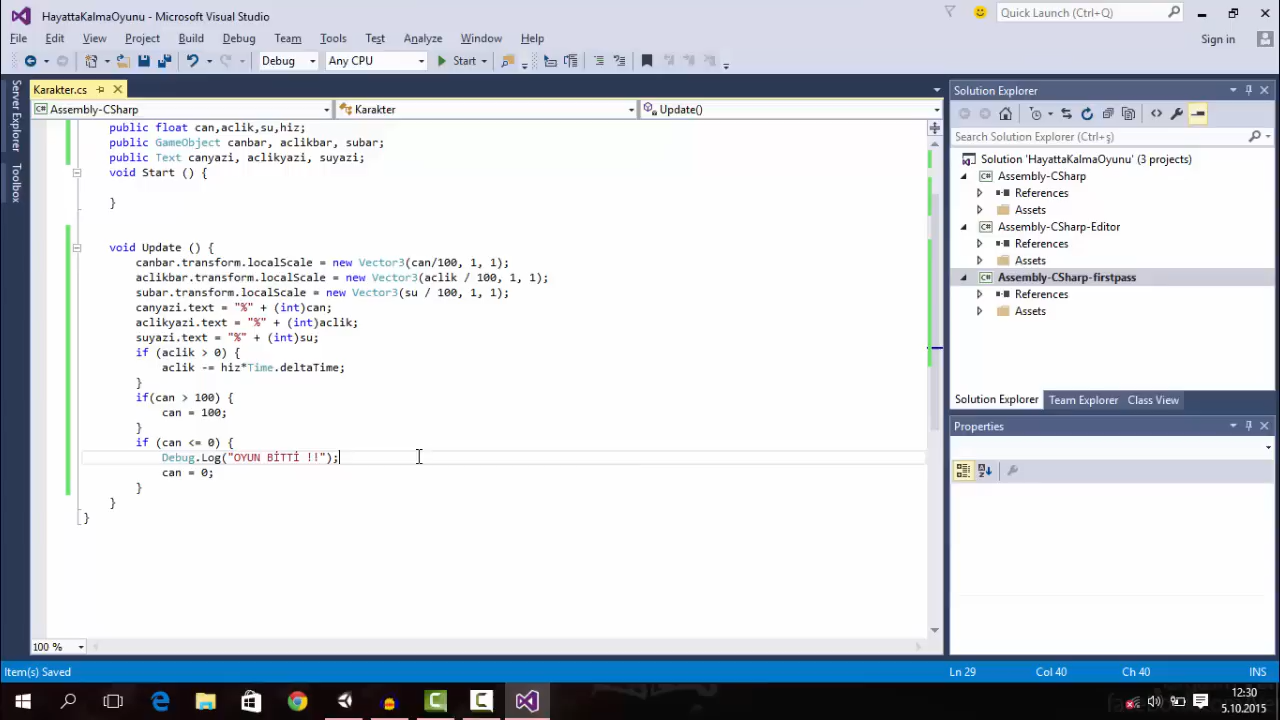 HayattaKalmaOyunu - Microsoft Visual Studio
Quick Launch (Ctrl+Q)
File Edit View Project Build Debug Team Tools Test Analyze Window Help
Sign in
Debug Any CPU Start
Server Explorer
Toolbox
Karakter.cs
Assembly-CSharp Karakter Update()
public float can,aclik,su,hiz;
public GameObject canbar, aclikbar, subar;
public Text canyazi, aclikyazi, suyazi;
void Start () {
}
void Update () {
canbar.transform.localScale = new Vector3(can/100, 1, 1);
aclikbar.transform.localScale = new Vector3(aclik / 100, 1, 1);
subar.transform.localScale = new Vector3(su / 100, 1, 1);
canyazi.text = "%" + (int)can;
aclikyazi.text = "%" + (int)aclik;
suyazi.text = "%" + (int)su;
if (aclik > 0) {
aclik -= hiz*Time.deltaTime;
}
if(can > 100) {
can = 100;
}
if (can <= 0) {
Debug.Log("OYUN BİTTİ !!");
can = 0;
}
}
}
100 %
Solution Explorer
Search Solution Explorer (Ctrl+ş)
Solution 'HayattaKalmaOyunu' (3 projects)
Assembly-CSharp
References
Assets
Assembly-CSharp-Editor
References
Assets
Assembly-CSharp-firstpass
References
Assets
Solution Explorer Team Explorer Class View
Properties
Item(s) Saved Ln 29 Col 40 Ch 40 INS
12:30
5.10.2015